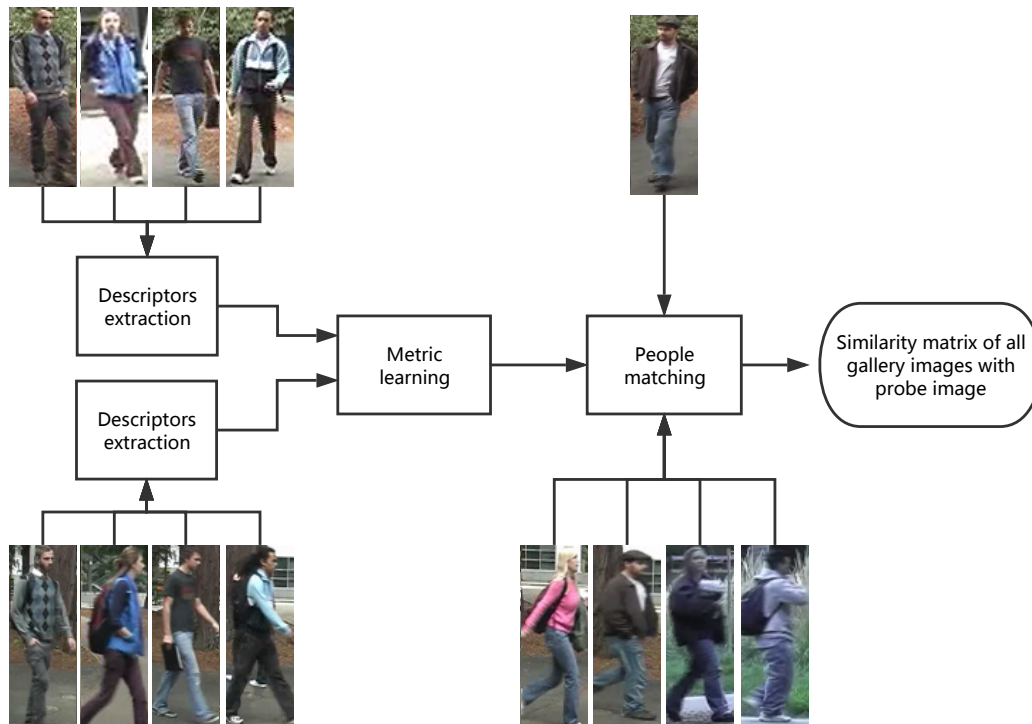 Descriptors
extraction
Descriptors
extraction
Metric
learning
People
matching
Similarity matrix of all
gallery images with
probe image